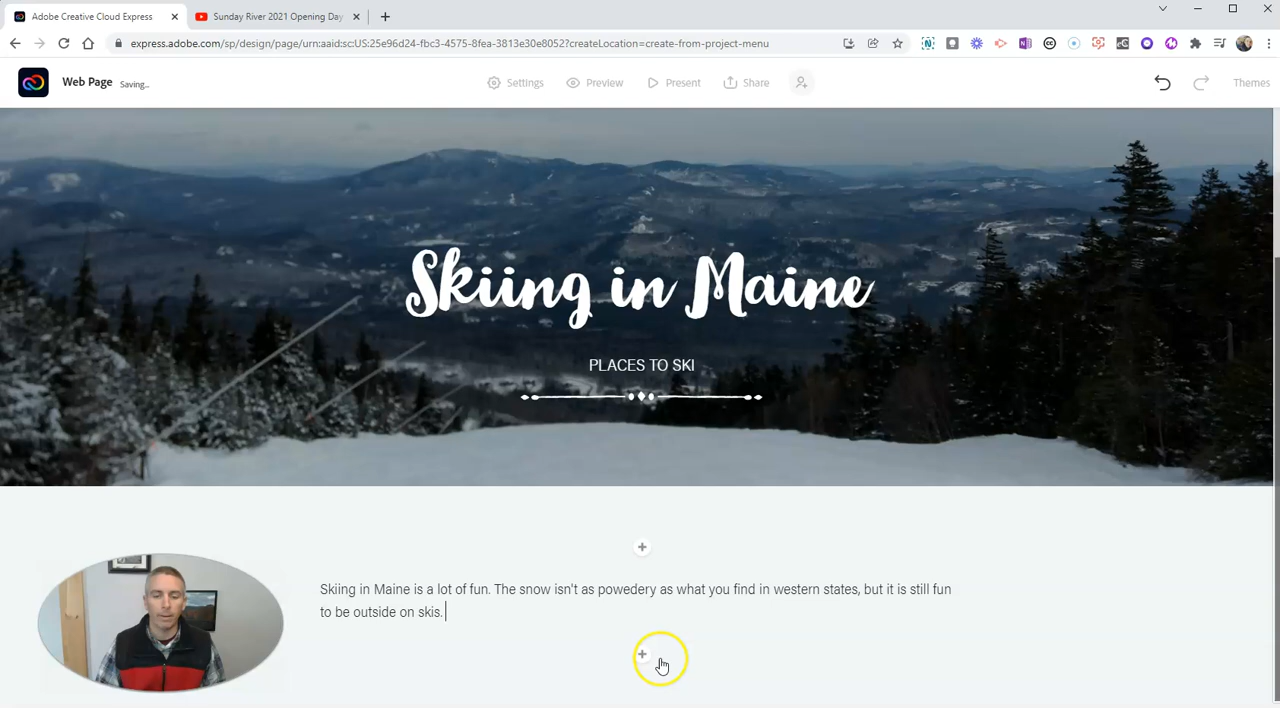 Adobe Creative Cloud Express
Sunday River 2021 Opening Day
express.adobe.com/sp/design/page/urn:aaid:sc:US:25e96d24-fbc3-4575-8fea-3813e30e8052?createLocation=create-from-project-menu
Web Page Saving..
Settings Preview Present Share
Themes
Skiing in Maine
PLACES TO SKI
Skiing in Maine is a lot of fun. The snow isn't as powedery as what you find in western states, but it is still fun
to be outside on skis.